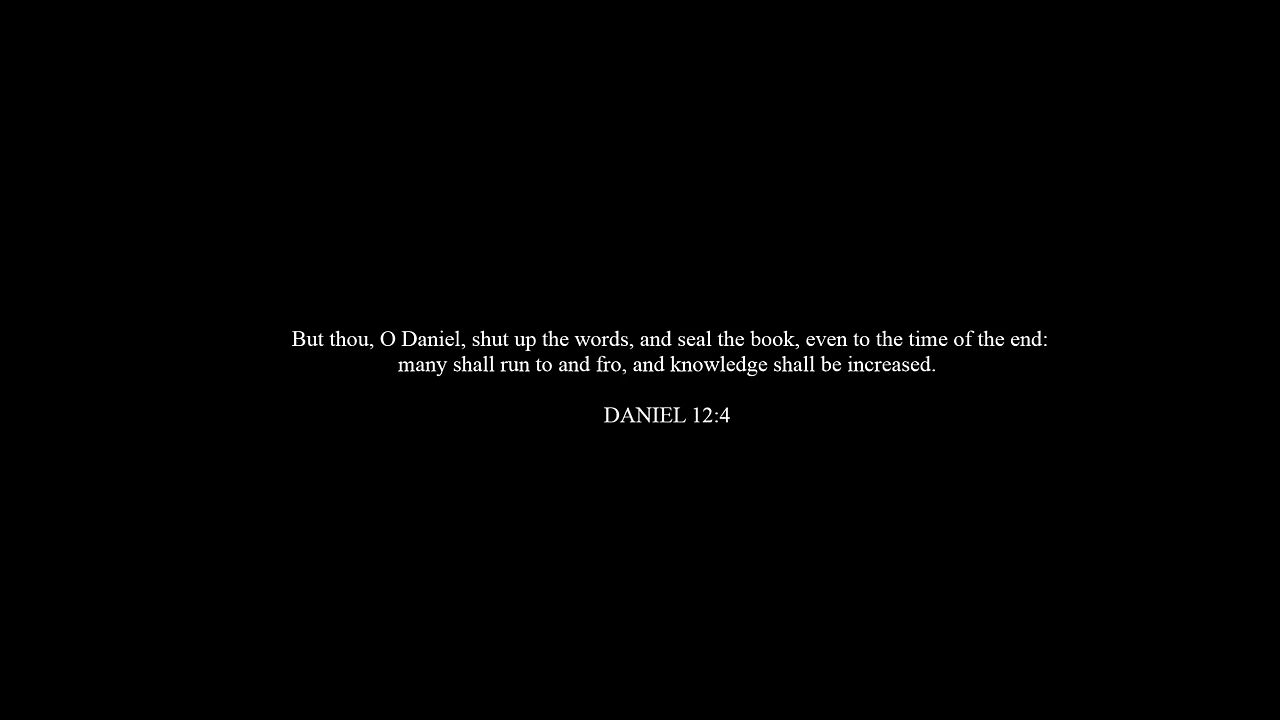 But thou, O Daniel, shut up the words, and seal the book, even to the time of the end:
many shall run to and fro, and knowledge shall be increased.
DANIEL 12:4